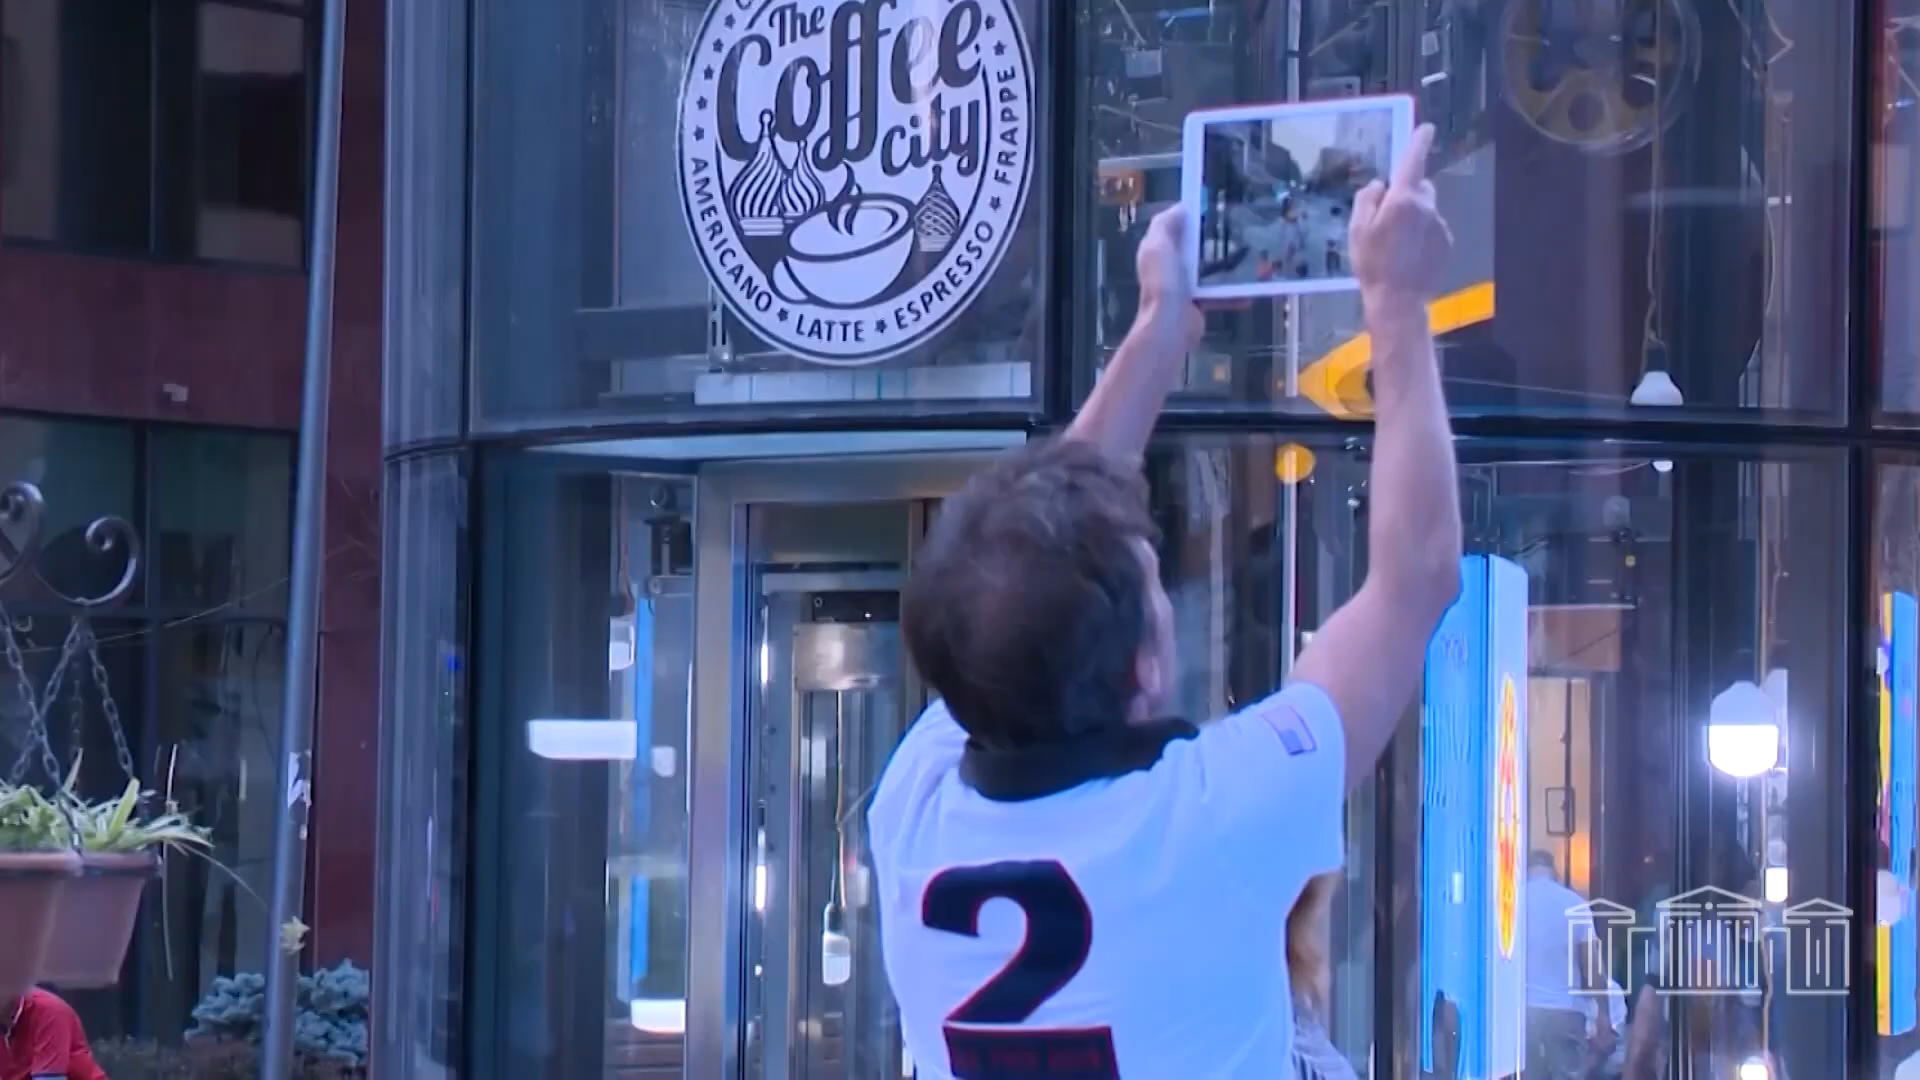 The
Coffee
city
AMERICANO * LATTE * ESPRESSO * FRAPPE *
2